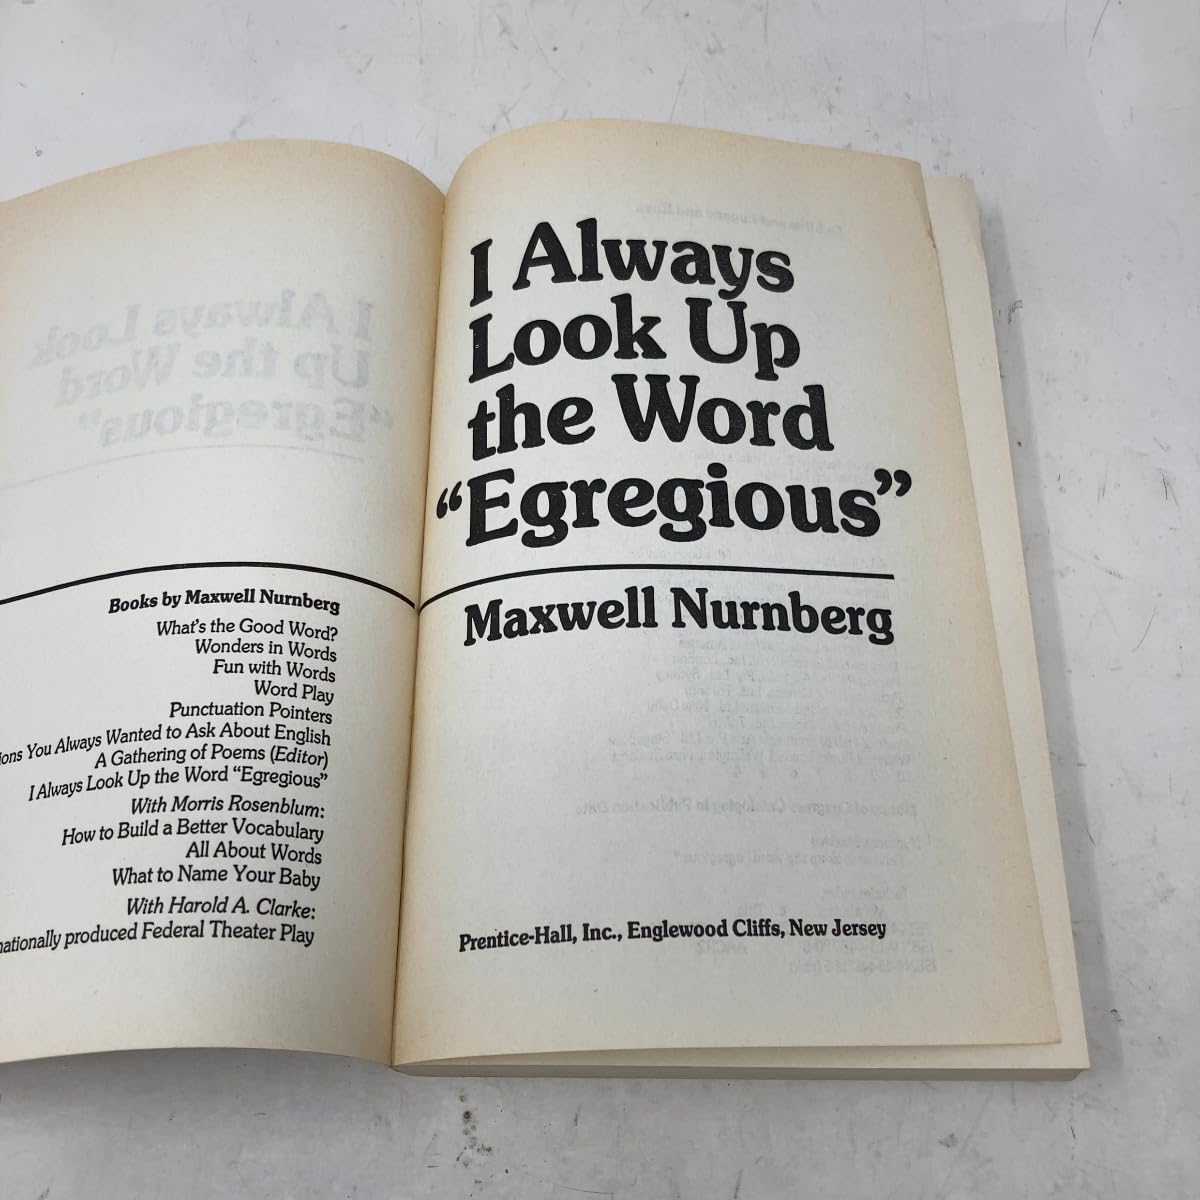 Books by Maxwell Nurnberg
What's the Good Word?
Wonders in Words
Fun with Words
Word Play
Punctuation Pointers
You Always Wanted to Ask About English
A Gathering of Poems (Editor)
I Always Look Up the Word “Egregious”
With Morris Rosenblum:
How to Build a Better Vocabulary
All About Words
What to Name Your Baby
With Harold A. Clarke:
produced Federal Theater Play
I Always
Look Up
the Word
“Egregious”
Maxwell Nurnberg
Prentice-Hall, Inc., Englewood Cliffs, New Jersey